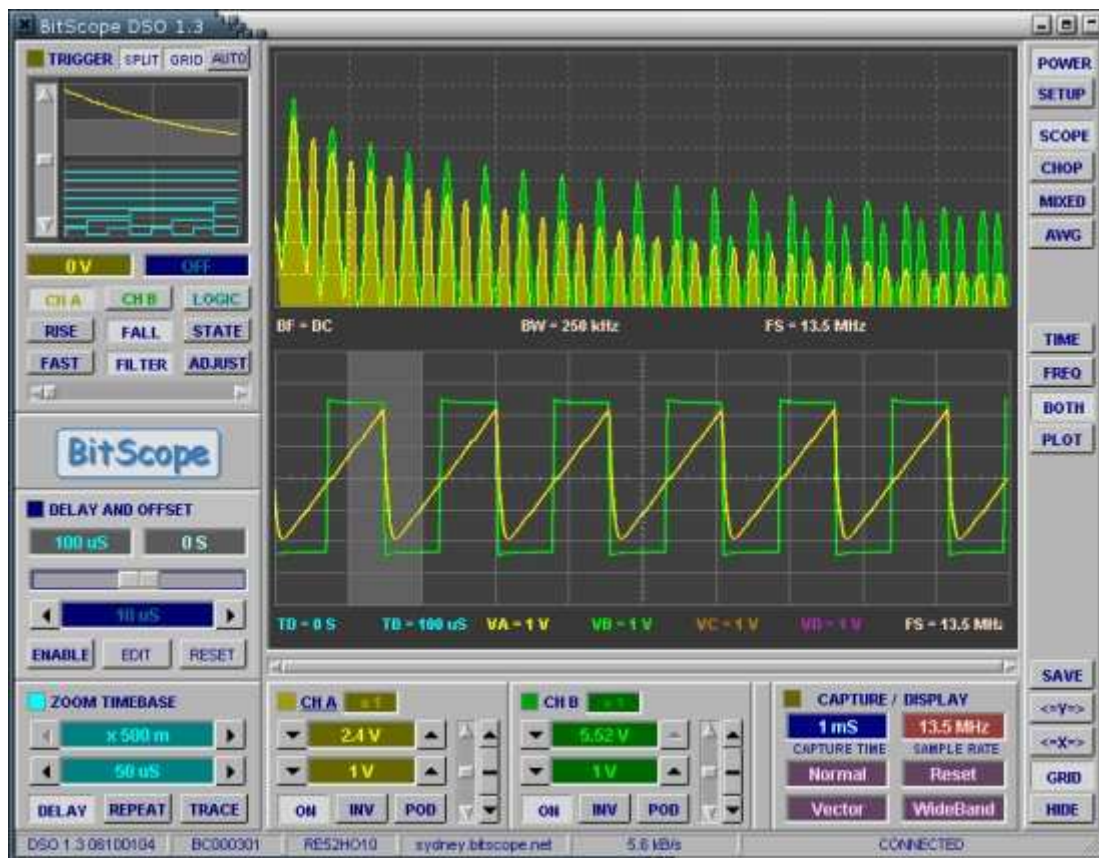 BitScope DSO 1.3
TRIGGER SPLIT GRID AUTO
0 V OFF
CH A CH B LOGIC
RISE FALL STATE
FAST FILTER ADJUST
BitScope
DELAY AND OFFSET
100 uS 0 S
10 uS
ENABLE EDIT RESET
ZOOM TIMEBASE
x 500 m
50 uS
DELAY REPEAT TRACE
BF = DC BW = 250 kHz FS = 13.5 MHz
TD = 0 S TB = 100 uS VA = 1 V VB = 1 V VC = 1 V VD = 1 V FS = 13.5 MHz
CH A x 1
2.4 V
1 V
ON INV POD
CH B x 1
5.52 V
1 V
ON INV POD
CAPTURE / DISPLAY
1 mS 13.5 MHz
CAPTURE TIME SAMPLE RATE
Normal Reset
Vector WideBand
POWER
SETUP
SCOPE
CHOP
MIXED
AWG
TIME
FREQ
BOTH
PLOT
SAVE
<=Y=>
<=X=>
GRID
HIDE
DSO 1.3 06100104 BC000301 RE52HO10 sydney.bitscope.net 5.6 kB/s CONNECTED